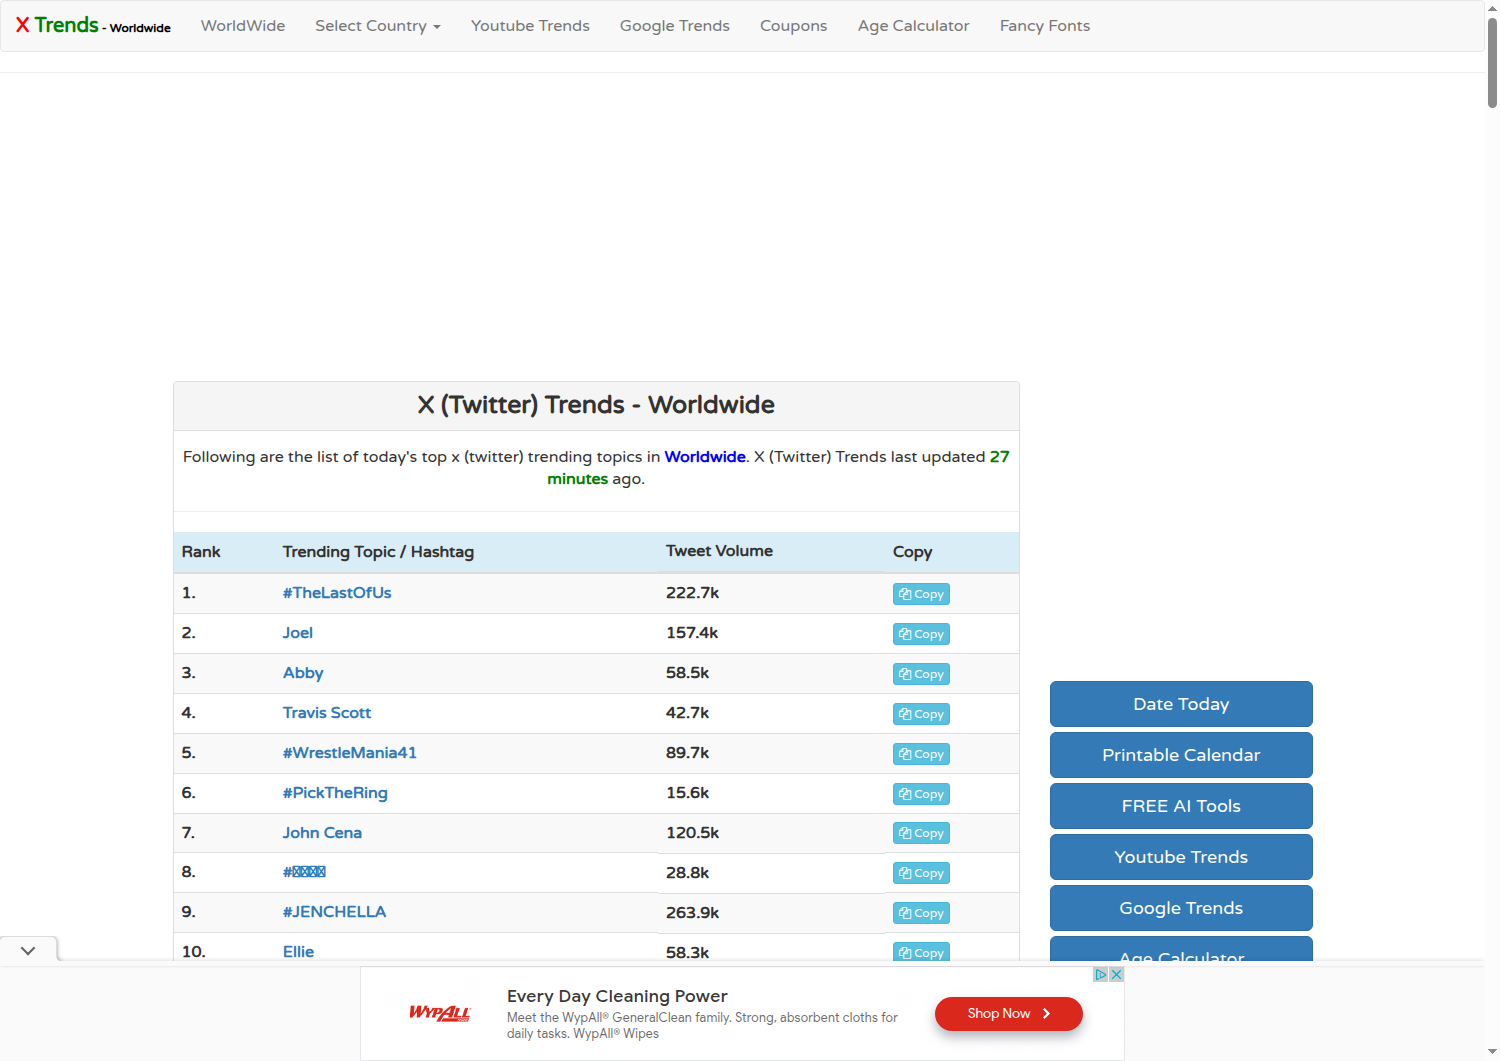 X Trends - Worldwide
WorldWide
Select Country
Youtube Trends
Google Trends
Coupons
Age Calculator
Fancy Fonts
X (Twitter) Trends - Worldwide
Following are the list of today's top x (twitter) trending topics in Worldwide. X (Twitter) Trends last updated 27
minutes ago.
Rank Trending Topic / Hashtag Tweet Volume Copy
1. #TheLastOfUs 222.7k Copy
2. Joel 157.4k Copy
3. Abby 58.5k Copy
4. Travis Scott 42.7k Copy
5. #WrestleMania41 89.7k Copy
6. #PickTheRing 15.6k Copy
7. John Cena 120.5k Copy
8. # 28.8k Copy
9. #JENCHELLA 263.9k Copy
10. Ellie 58.3k Copy
Date Today
Printable Calendar
FREE AI Tools
Youtube Trends
Google Trends
Age Calculator
WYPALL
Every Day Cleaning Power
Meet the WypAll® GeneralClean family. Strong, absorbent cloths for
daily tasks. WypAll® Wipes
Shop Now